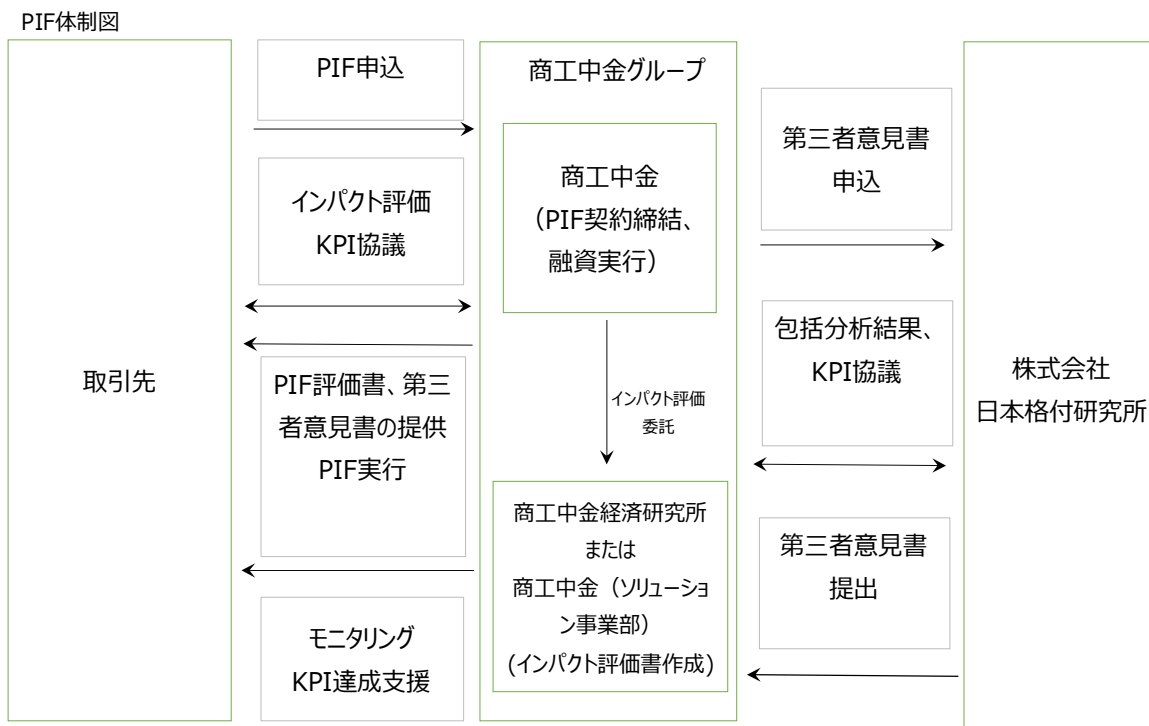 PIF体制図
取引先
PIF申込
インパクト評価
KPI協議
PIF評価書、第三
者意見書の提供
PIF実行
モニタリング
KPI達成支援
商工中金グループ
商工中金
（PIF契約締結、
融資実行）
インパクト評価
委託
商工中金経済研究所
または
商工中金（ソリューショ
ン事業部）
(インパクト評価書作成)
第三者意見書
申込
包括分析結果、
KPI協議
第三者意見書
提出
株式会社
日本格付研究所